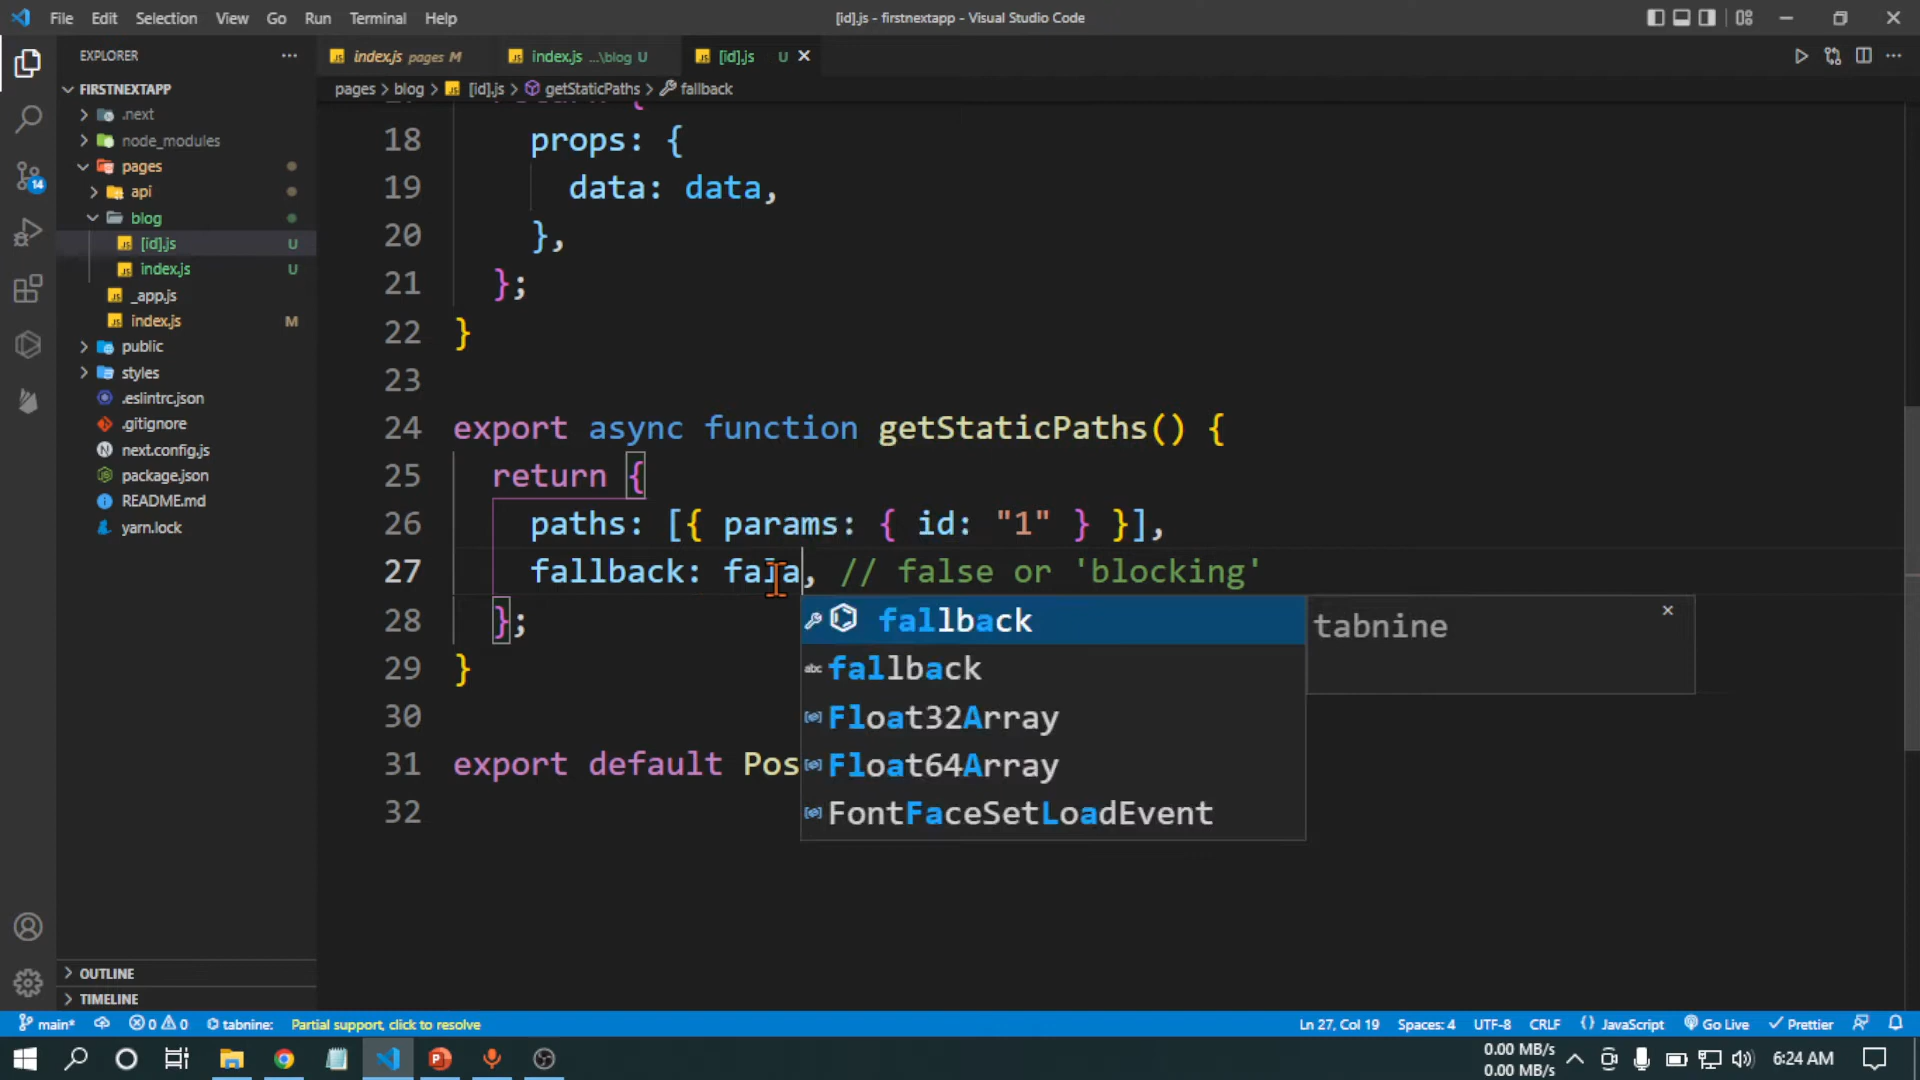 File Edit Selection View Go Run Terminal Help
[id].js - firstnextapp - Visual Studio Code
EXPLORER
index.js pages M
index.js ...\blog U
[id].js U
pages > blog > [id].js > getStaticPaths > fallback
FIRSTNEXTAPP
.next
node_modules
pages
api
blog
[id].js U
index.js U
_app.js
index.js M
public
styles
.eslintrc.json
.gitignore
next.config.js
package.json
README.md
yarn.lock
OUTLINE
TIMELINE
14
18 props: {
19 data: data,
20 },
21 };
22 }
23
24 export async function getStaticPaths() {
25 return {
26 paths: [{ params: { id: "1" } }],
27 fallback: fala, // false or 'blocking'
28 };
29 }
30
31 export default Pos
32
fallback
fallback
Float32Array
Float64Array
FontFaceSetLoadEvent
tabnine
main* 0 0 tabnine: Partial support, click to resolve
Ln 27, Col 19 Spaces: 4 UTF-8 CRLF JavaScript Go Live Prettier
0.00 MB/s
0.00 MB/s
6:24 AM